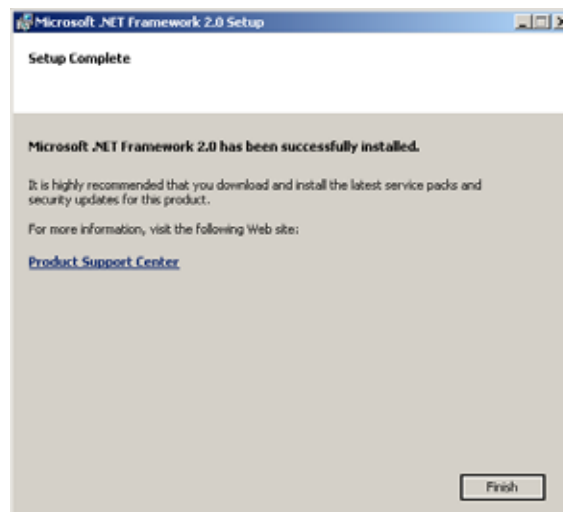 Microsoft .NET Framework 2.0 Setup
Setup Complete
Microsoft .NET Framework 2.0 has been successfully installed.
It is highly recommended that you download and install the latest service packs and
security updates for this product.
For more information, visit the following Web site:
Product Support Center
Finish